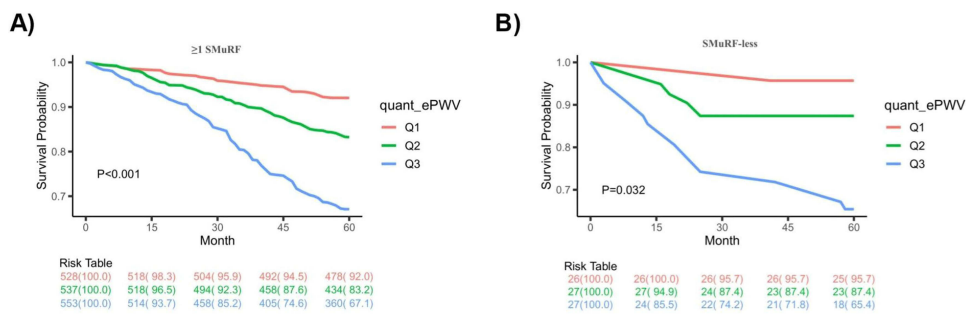 A)
≥1 SMuRF
1.0
0.9
0.8
0.7
Survival Probability
P<0.001
0 15 30 45 60
Month
quant_ePWV
Q1
Q2
Q3
Risk Table
528(100.0) 518( 98.3) 504( 95.9) 492( 94.5) 478( 92.0)
537(100.0) 518( 96.5) 494( 92.3) 458( 87.6) 434( 83.2)
553(100.0) 514( 93.7) 458( 85.2) 405( 74.6) 360( 67.1)
B)
SMuRF-less
1.0
0.9
0.8
0.7
Survival Probability
P=0.032
0 15 30 45 60
Month
quant_ePWV
Q1
Q2
Q3
Risk Table
26(100.0) 26(100.0) 26( 95.7) 26( 95.7) 25( 95.7)
27(100.0) 27( 94.9) 24( 87.4) 23( 87.4) 23( 87.4)
27(100.0) 24( 85.5) 22( 74.2) 21( 71.8) 18( 65.4)